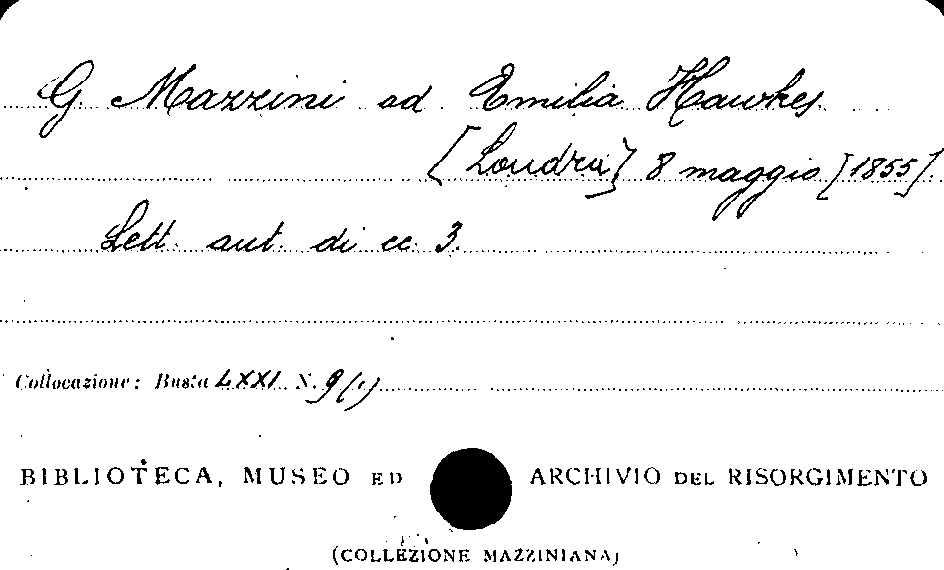 G. Mazzini ad Emilia Hawkes
[Londra] 8 maggio [1855].
Lett. aut. di cc. 3.
Collocazione: Busta LXXI N. 9(1)
BIBLIOTECA, MUSEO ED ARCHIVIO DEL RISORGIMENTO
(COLLEZIONE MAZZINIANA)